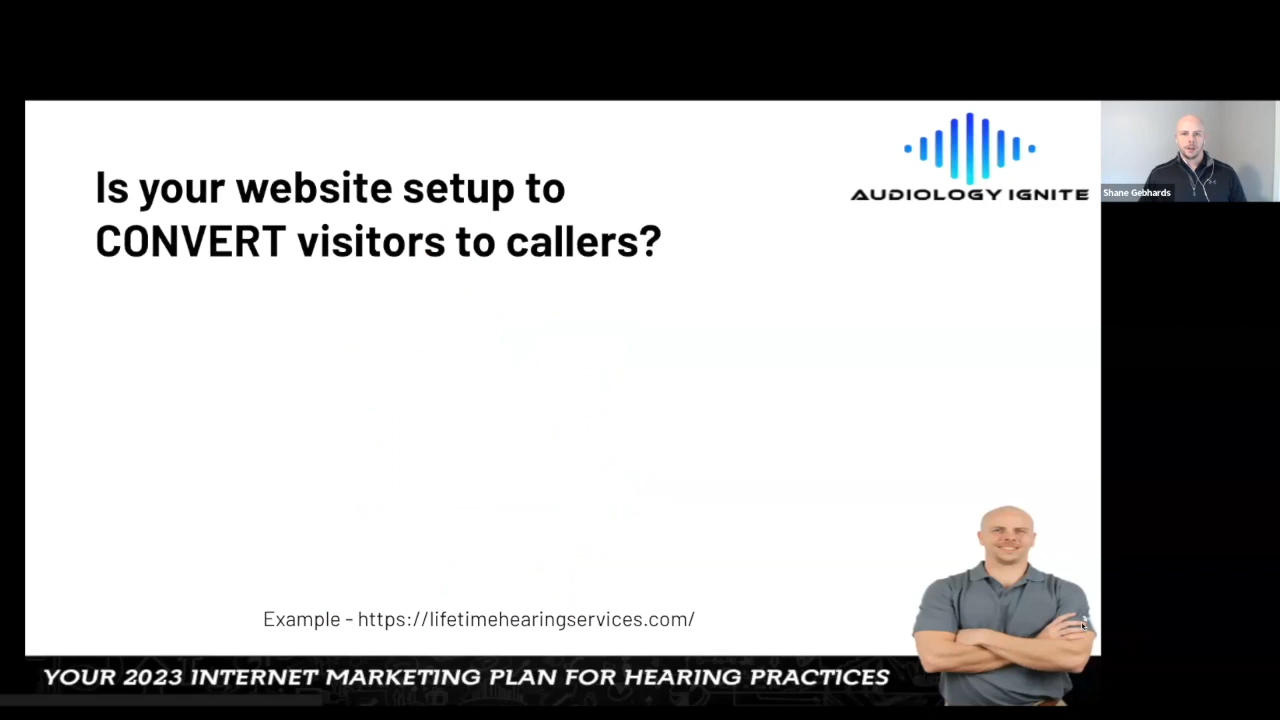 Is your website setup to
CONVERT visitors to callers?
AUDIOLOGY IGNITE
Shane Gebhards
Example - https://lifetimehearingservices.com/
YOUR 2023 INTERNET MARKETING PLAN FOR HEARING PRACTICES